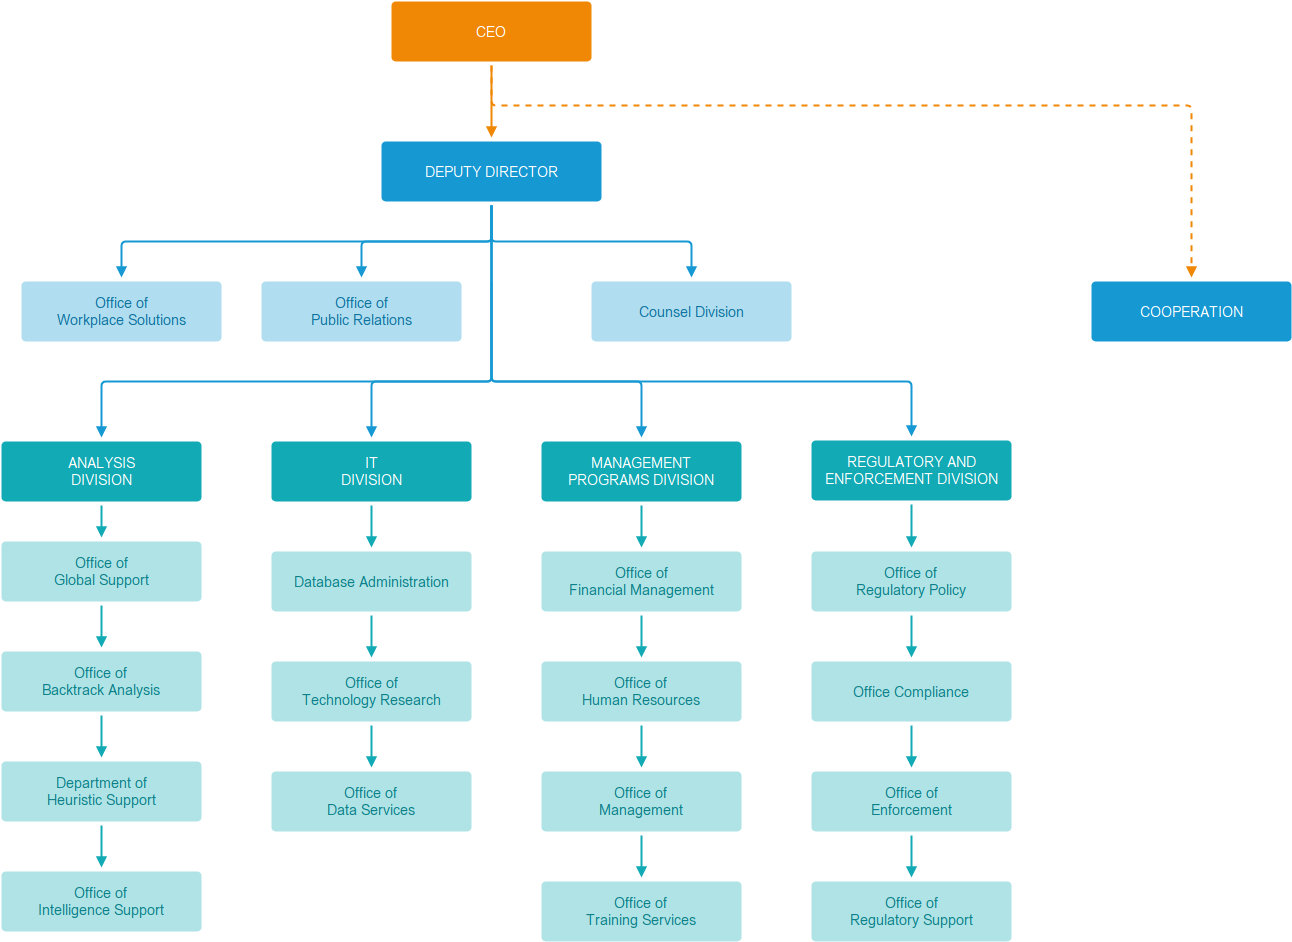 CEO
DEPUTY DIRECTOR
Office of
Workplace Solutions
Office of
Public Relations
Counsel Division
COOPERATION
ANALYSIS
DIVISION
IT
DIVISION
MANAGEMENT
PROGRAMS DIVISION
REGULATORY AND
ENFORCEMENT DIVISION
Office of
Global Support
Database Administration
Office of
Financial Management
Office of
Regulatory Policy
Office of
Backtrack Analysis
Office of
Technology Research
Office of
Human Resources
Office Compliance
Department of
Heuristic Support
Office of
Data Services
Office of
Management
Office of
Enforcement
Office of
Intelligence Support
Office of
Training Services
Office of
Regulatory Support